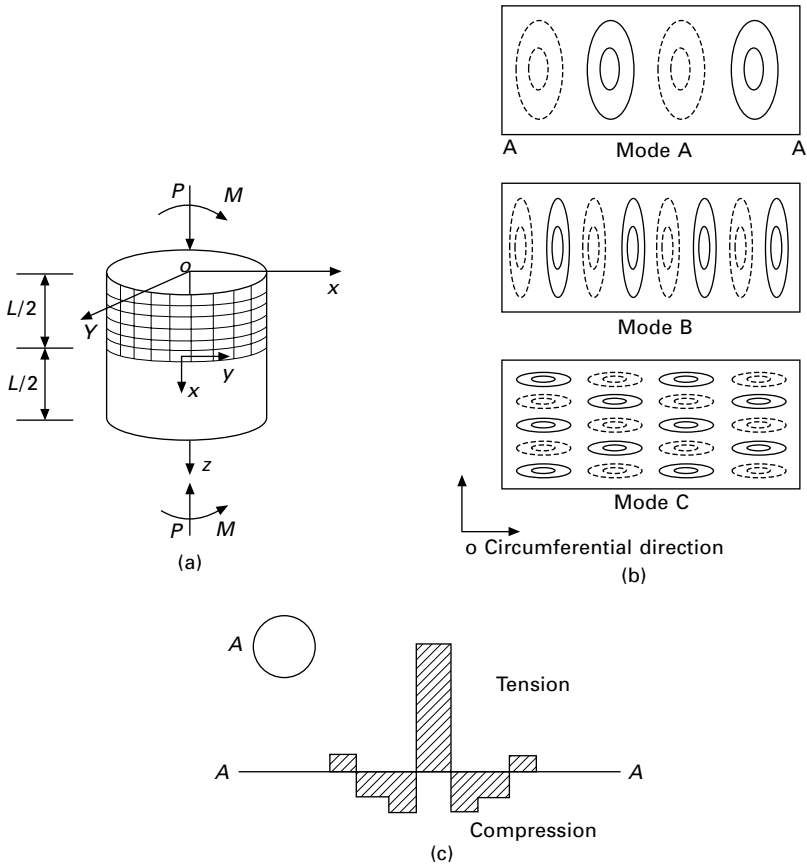 P
M
o
x
L/2
Y
y
L/2
x
z
P
M
(a)
A
A
Mode A
Mode B
Mode C
o Circumferential direction
(b)
A
Tension
A
A
Compression
(c)